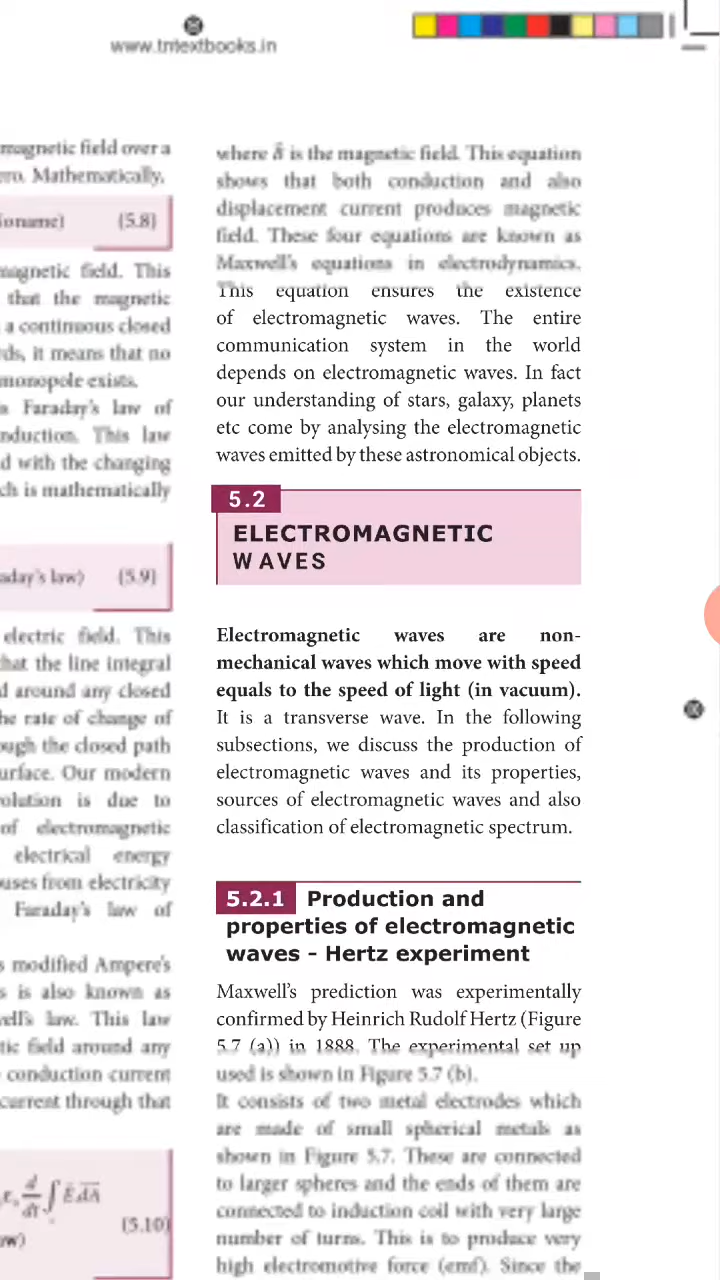 www.tntextbooks.in
magnetic field over a
ero. Mathematically,
ioname) (5.8)
magnetic field. This
that the magnetic
a continuous closed
rds, it means that no
monopole exists.
Faraday's law of
nduction. This law
d with the changing
ch is mathematically
aday's law) (5.9)
electric field. This
hat the line integral
d around any closed
he rate of change of
ough the closed path
urface. Our modern
olution is due to
of electromagnetic
electrical energy
uses from electricity
Faraday's law of
s modified Ampere's
s is also known as
ell's law. This law
tic field around any
conduction current
current through that
d/dt ∫ E dA
(5.10)
aw)
where B is the magnetic field. This equation
shows that both conduction and also
displacement current produces magnetic
field. These four equations are known as
Maxwell's equations in electrodynamics.
This equation ensures the existence
of electromagnetic waves. The entire
communication system in the world
depends on electromagnetic waves. In fact
our understanding of stars, galaxy, planets
etc come by analysing the electromagnetic
waves emitted by these astronomical objects.
5.2
ELECTROMAGNETIC
WAVES
Electromagnetic waves are non-
mechanical waves which move with speed
equals to the speed of light (in vacuum).
It is a transverse wave. In the following
subsections, we discuss the production of
electromagnetic waves and its properties,
sources of electromagnetic waves and also
classification of electromagnetic spectrum.
5.2.1 Production and
properties of electromagnetic
waves - Hertz experiment
Maxwell's prediction was experimentally
confirmed by Heinrich Rudolf Hertz (Figure
5.7 (a)) in 1888. The experimental set up
used is shown in Figure 5.7 (b).
It consists of two metal electrodes which
are made of small spherical metals as
shown in Figure 5.7. These are connected
to larger spheres and the ends of them are
connected to induction coil with very large
number of turns. This is to produce very
high electromotive force (emf). Since the